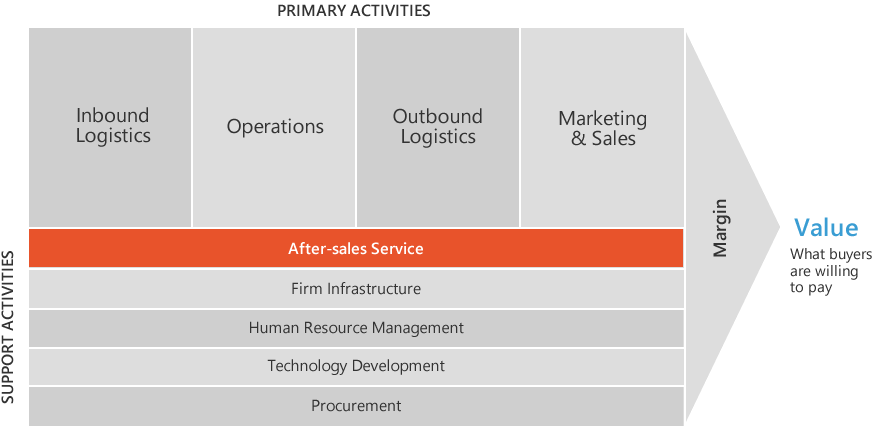 PRIMARY ACTIVITIES
Inbound
Logistics
Operations
Outbound
Logistics
Marketing
& Sales
After-sales Service
Firm Infrastructure
Human Resource Management
Technology Development
Procurement
SUPPORT ACTIVITIES
Margin
Value
What buyers
are willing
to pay